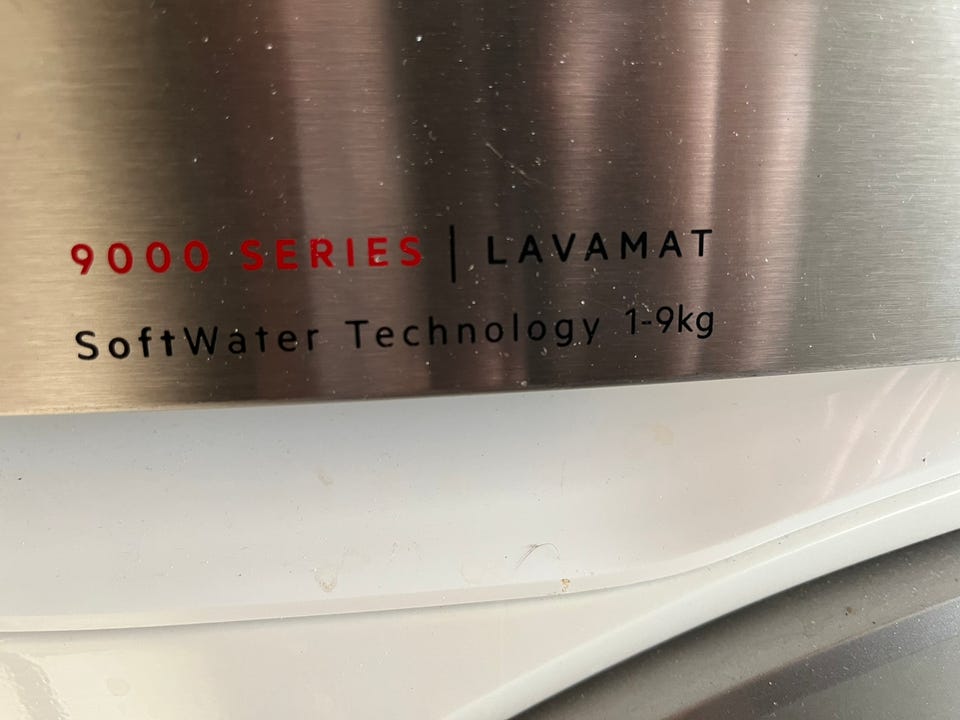 9000 SERIES | LAVAMAT
SoftWater Technology 1-9kg